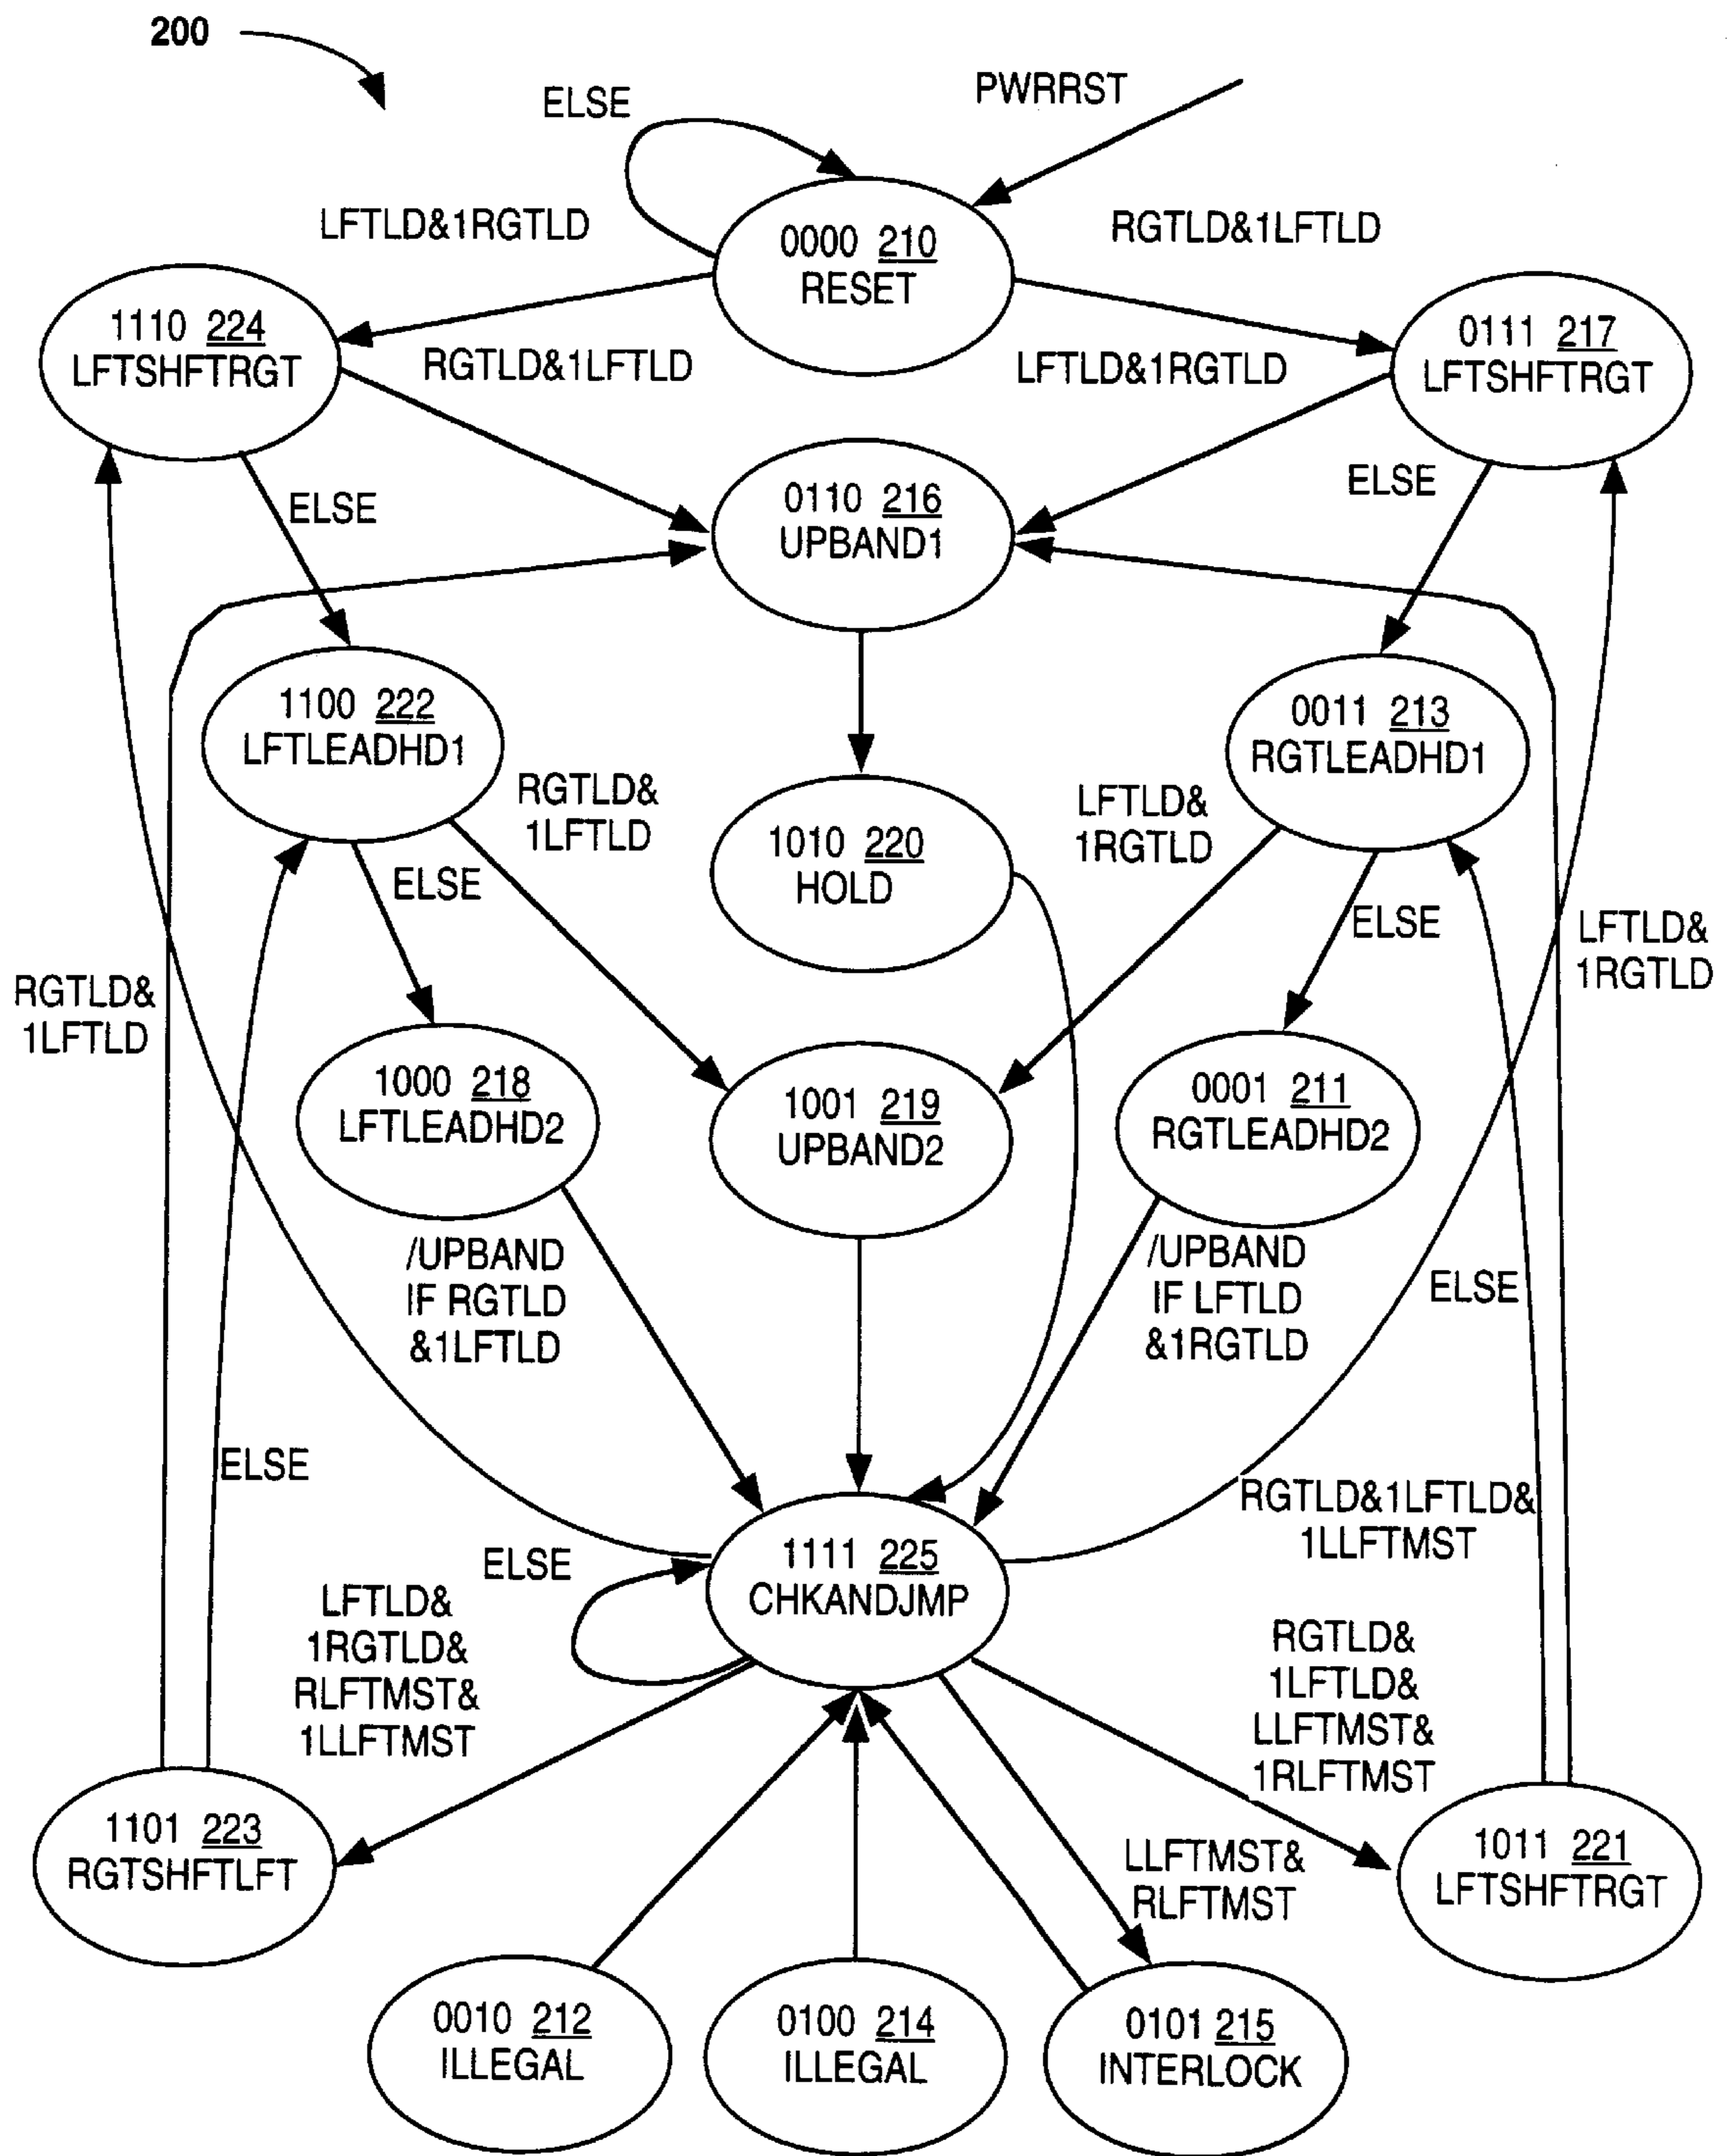 200
ELSE
PWRRST
LFTLD&1RGTLD
RGTLD&1LFTLD
0000 210
RESET
1110 224
LFTSHFTRGT
0111 217
LFTSHFTRGT
RGTLD&1LFTLD
LFTLD&1RGTLD
ELSE
ELSE
0110 216
UPBAND1
1100 222
LFTLEADHD1
0011 213
RGTLEADHD1
RGTLD&
1LFTLD
LFTLD&
1RGTLD
1010 220
HOLD
ELSE
ELSE
LFTLD&
1RGTLD
RGTLD&
1LFTLD
1000 218
LFTLEADHD2
1001 219
UPBAND2
0001 211
RGTLEADHD2
/UPBAND
IF RGTLD
&1LFTLD
/UPBAND
IF LFTLD
&1RGTLD
ELSE
ELSE
RGTLD&1LFTLD&
1LLFTMST
ELSE
1111 225
CHKANDJMP
LFTLD&
1RGTLD&
RLFTMST&
1LLFTMST
RGTLD&
1LFTLD&
LLFTMST&
1RLFTMST
1101 223
RGTSHFTLFT
LLFTMST&
RLFTMST
1011 221
LFTSHFTRGT
0010 212
ILLEGAL
0100 214
ILLEGAL
0101 215
INTERLOCK